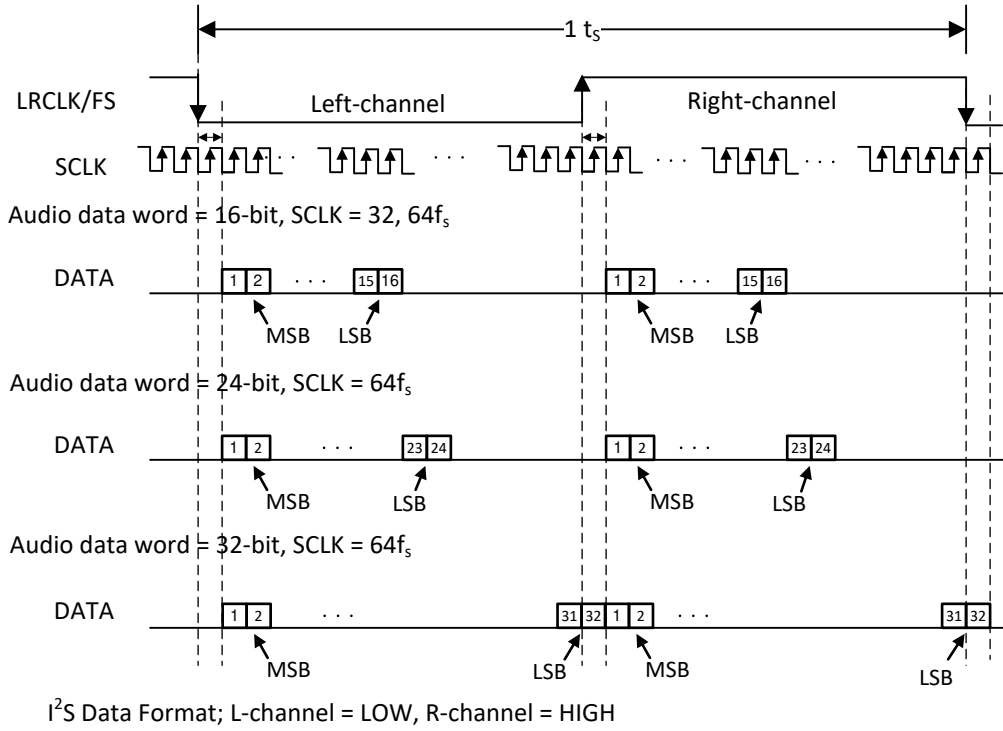 1 tS
LRCLK/FS
Left-channel
Right-channel
SCLK
. . .
. . .
. . .
. . .
Audio data word = 16-bit, SCLK = 32, 64fs
DATA
1 2 . . . 15 16 1 2 . . . 15 16
MSB LSB MSB LSB
Audio data word = 24-bit, SCLK = 64fs
DATA
1 2 . . . 23 24 1 2 . . . 23 24
MSB LSB MSB LSB
Audio data word = 32-bit, SCLK = 64fs
DATA
1 2 . . . 31 32 1 2 . . . 31 32
MSB LSB MSB LSB
I²S Data Format; L-channel = LOW, R-channel = HIGH